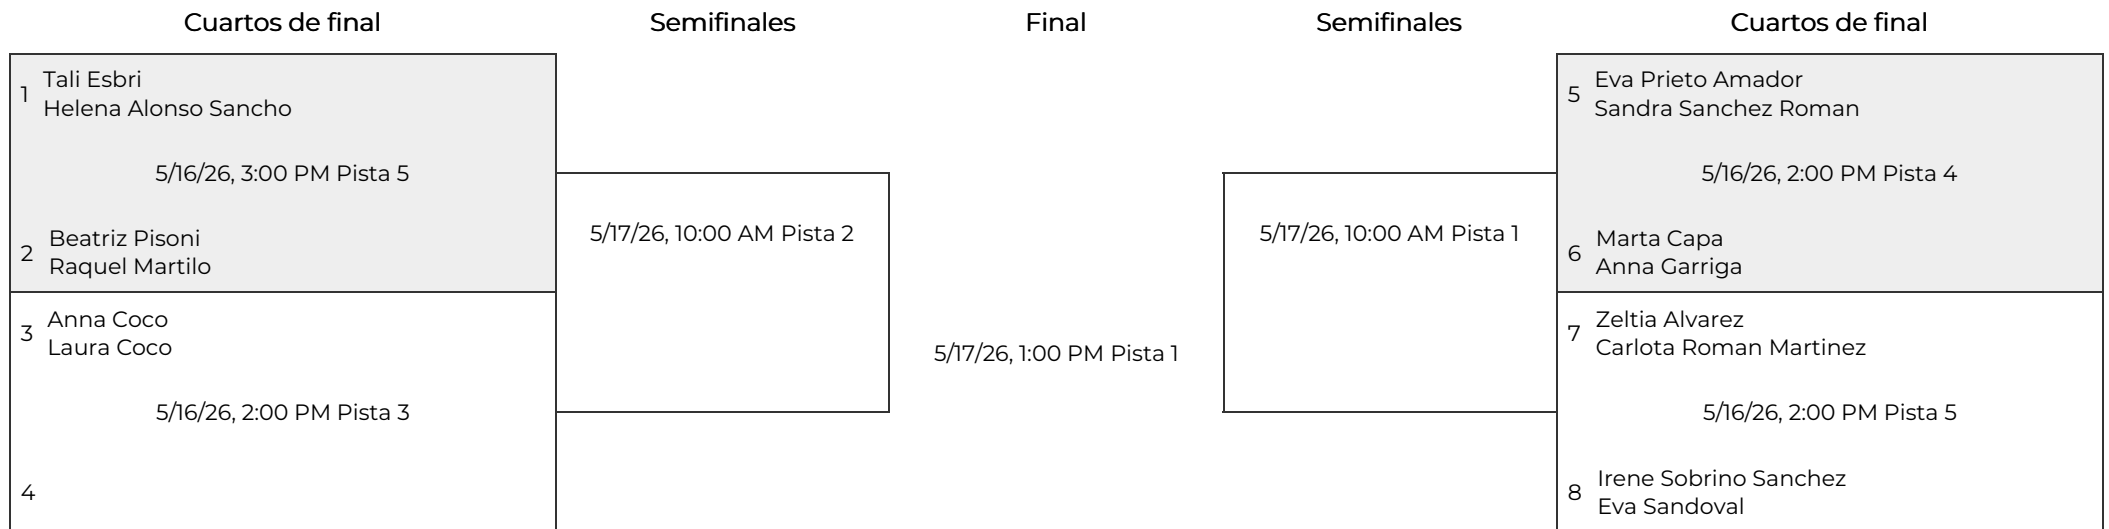 Cuartos de final
Semifinales
Final
Semifinales
Cuartos de final
1
Tali Esbri
Helena Alonso Sancho
5/16/26, 3:00 PM Pista 5
2
Beatriz Pisoni
Raquel Martilo
3
Anna Coco
Laura Coco
5/16/26, 2:00 PM Pista 3
4
5/17/26, 10:00 AM Pista 2
5/17/26, 1:00 PM Pista 1
5/17/26, 10:00 AM Pista 1
5
Eva Prieto Amador
Sandra Sanchez Roman
5/16/26, 2:00 PM Pista 4
6
Marta Capa
Anna Garriga
7
Zeltia Alvarez
Carlota Roman Martinez
5/16/26, 2:00 PM Pista 5
8
Irene Sobrino Sanchez
Eva Sandoval